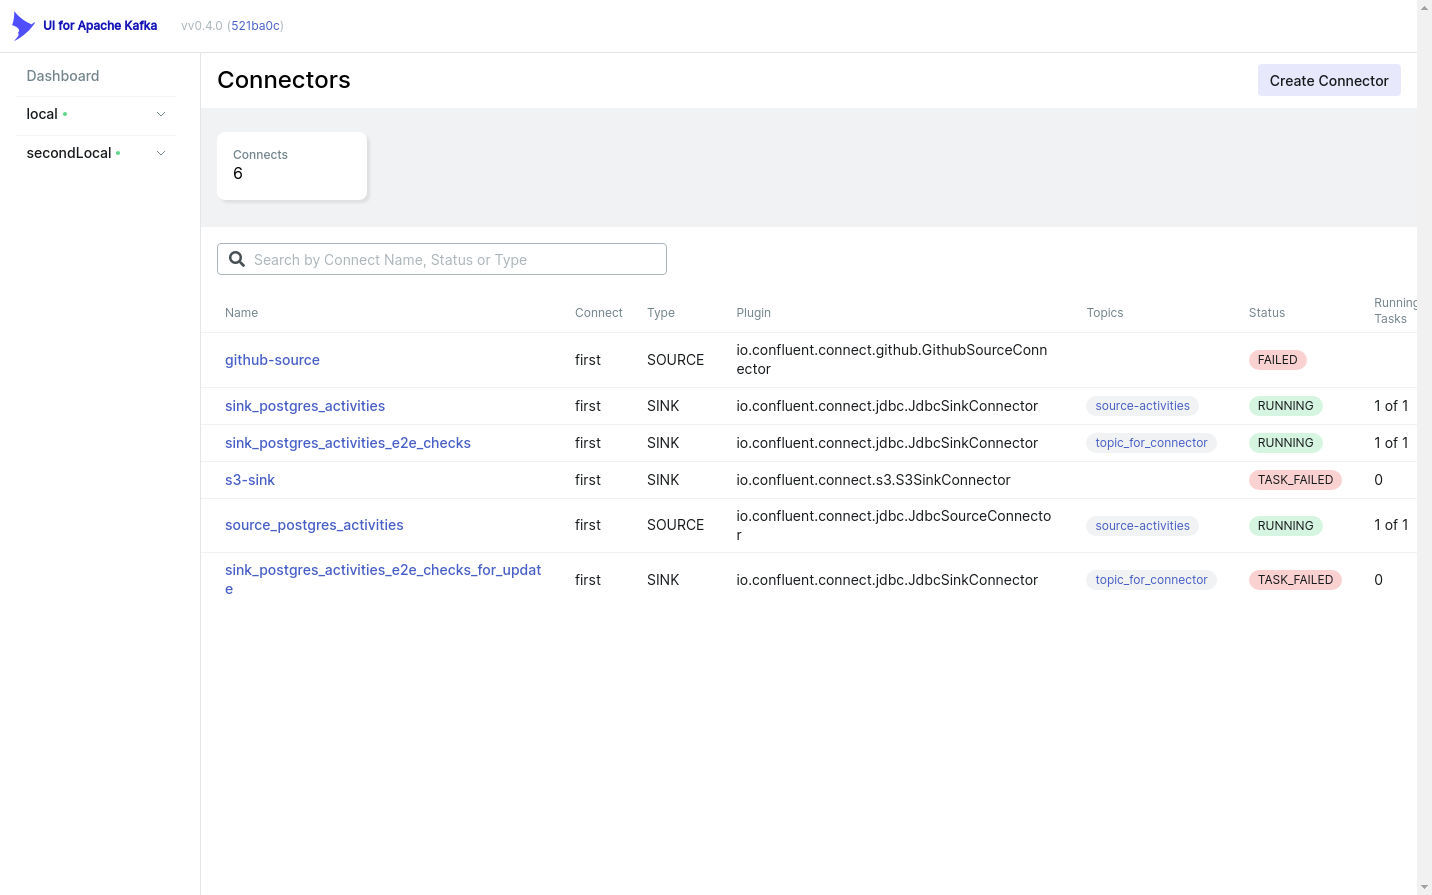 UI for Apache Kafka
vv0.4.0 (521ba0c)
Dashboard
local
secondLocal
Connectors
Create Connector
Connects
6
Search by Connect Name, Status or Type
Name Connect Type Plugin Topics Status Running Tasks
github-source first SOURCE io.confluent.connect.github.GithubSourceConn
ector FAILED
sink_postgres_activities first SINK io.confluent.connect.jdbc.JdbcSinkConnector source-activities RUNNING 1 of 1
sink_postgres_activities_e2e_checks first SINK io.confluent.connect.jdbc.JdbcSinkConnector topic_for_connector RUNNING 1 of 1
s3-sink first SINK io.confluent.connect.s3.S3SinkConnector TASK_FAILED 0
source_postgres_activities first SOURCE io.confluent.connect.jdbc.JdbcSourceConnecto
r source-activities RUNNING 1 of 1
sink_postgres_activities_e2e_checks_for_updat
e first SINK io.confluent.connect.jdbc.JdbcSinkConnector topic_for_connector TASK_FAILED 0